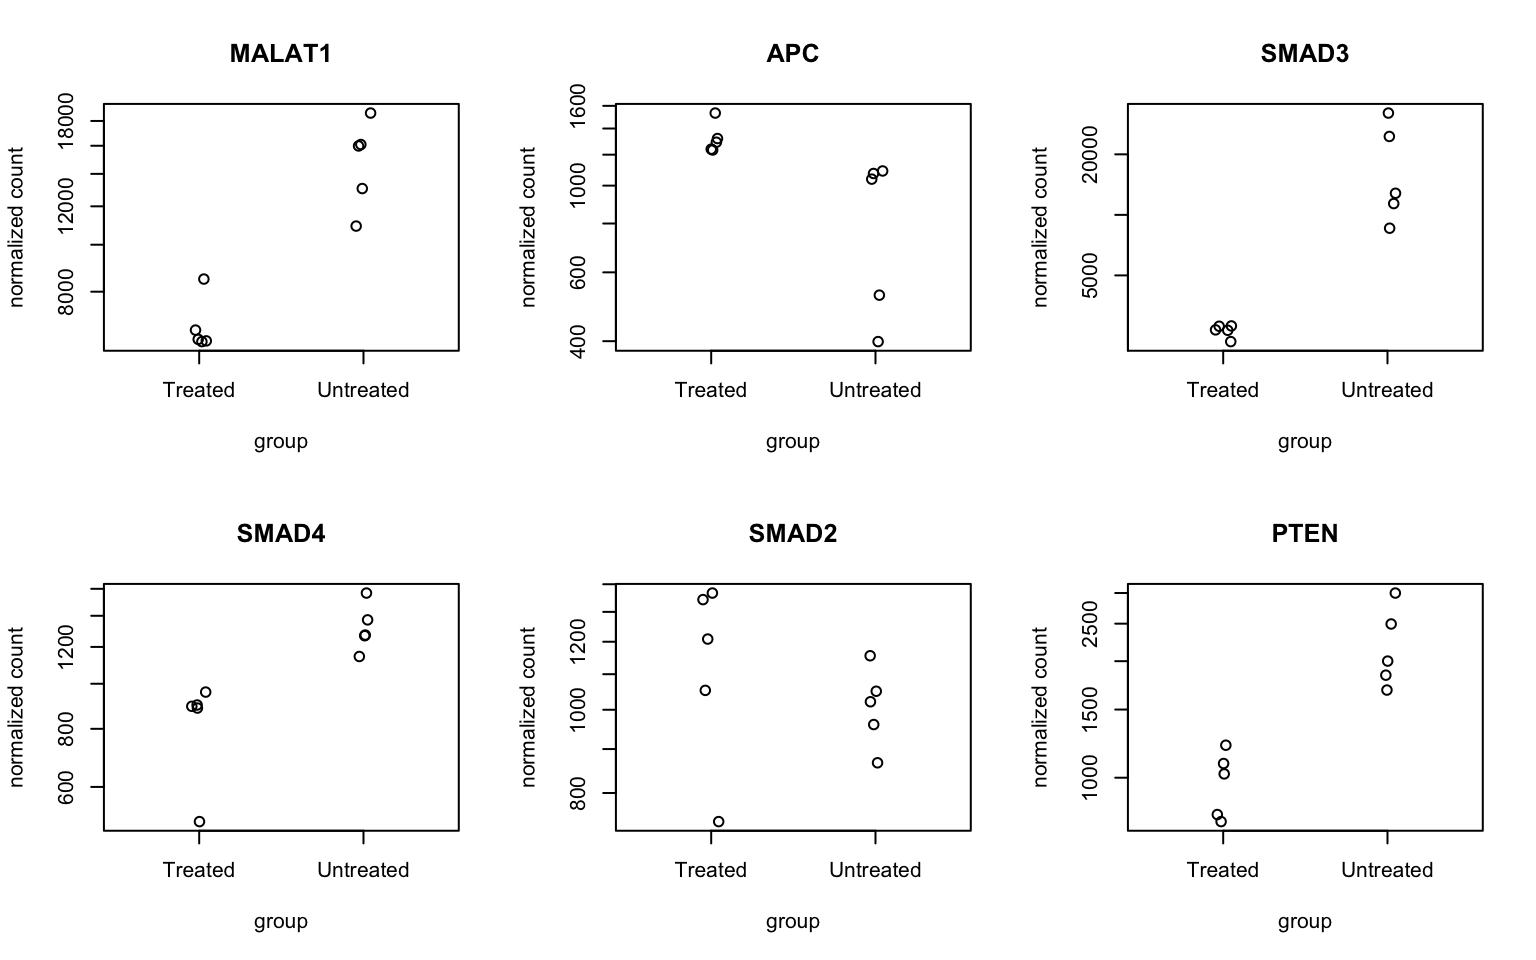 MALAT1
normalized count
18000
12000
8000
Treated Untreated
group
APC
normalized count
1600
1000
600
400
Treated Untreated
group
SMAD3
normalized count
20000
5000
Treated Untreated
group
SMAD4
normalized count
1200
800
600
Treated Untreated
group
SMAD2
normalized count
1200
1000
800
Treated Untreated
group
PTEN
normalized count
2500
1500
1000
Treated Untreated
group